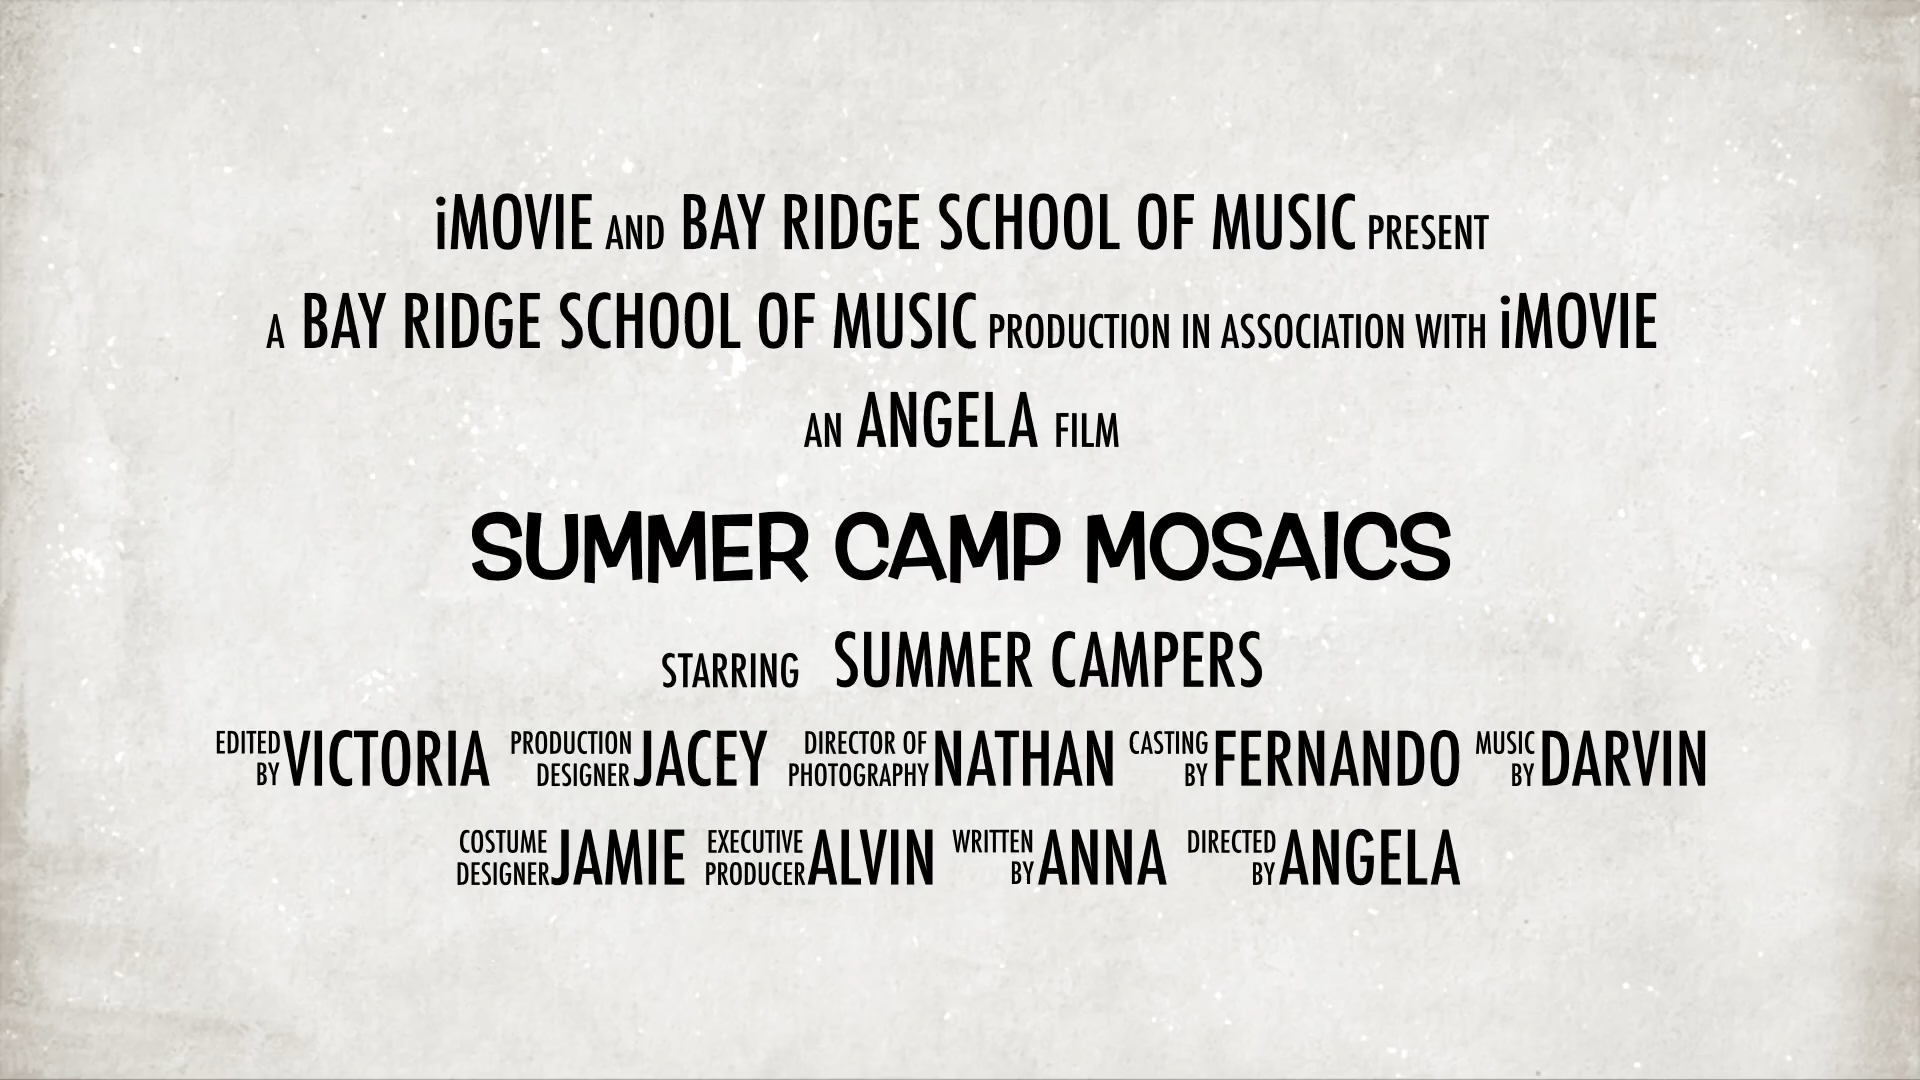 iMOVIE AND BAY RIDGE SCHOOL OF MUSIC PRESENT
A BAY RIDGE SCHOOL OF MUSIC PRODUCTION IN ASSOCIATION WITH iMOVIE
AN ANGELA FILM
SUMMER CAMP MOSAICS
STARRING SUMMER CAMPERS
EDITED BY VICTORIA PRODUCTION DESIGNER JACEY DIRECTOR OF PHOTOGRAPHY NATHAN CASTING BY FERNANDO MUSIC BY DARVIN
COSTUME DESIGNER JAMIE EXECUTIVE PRODUCER ALVIN WRITTEN BY ANNA DIRECTED BY ANGELA